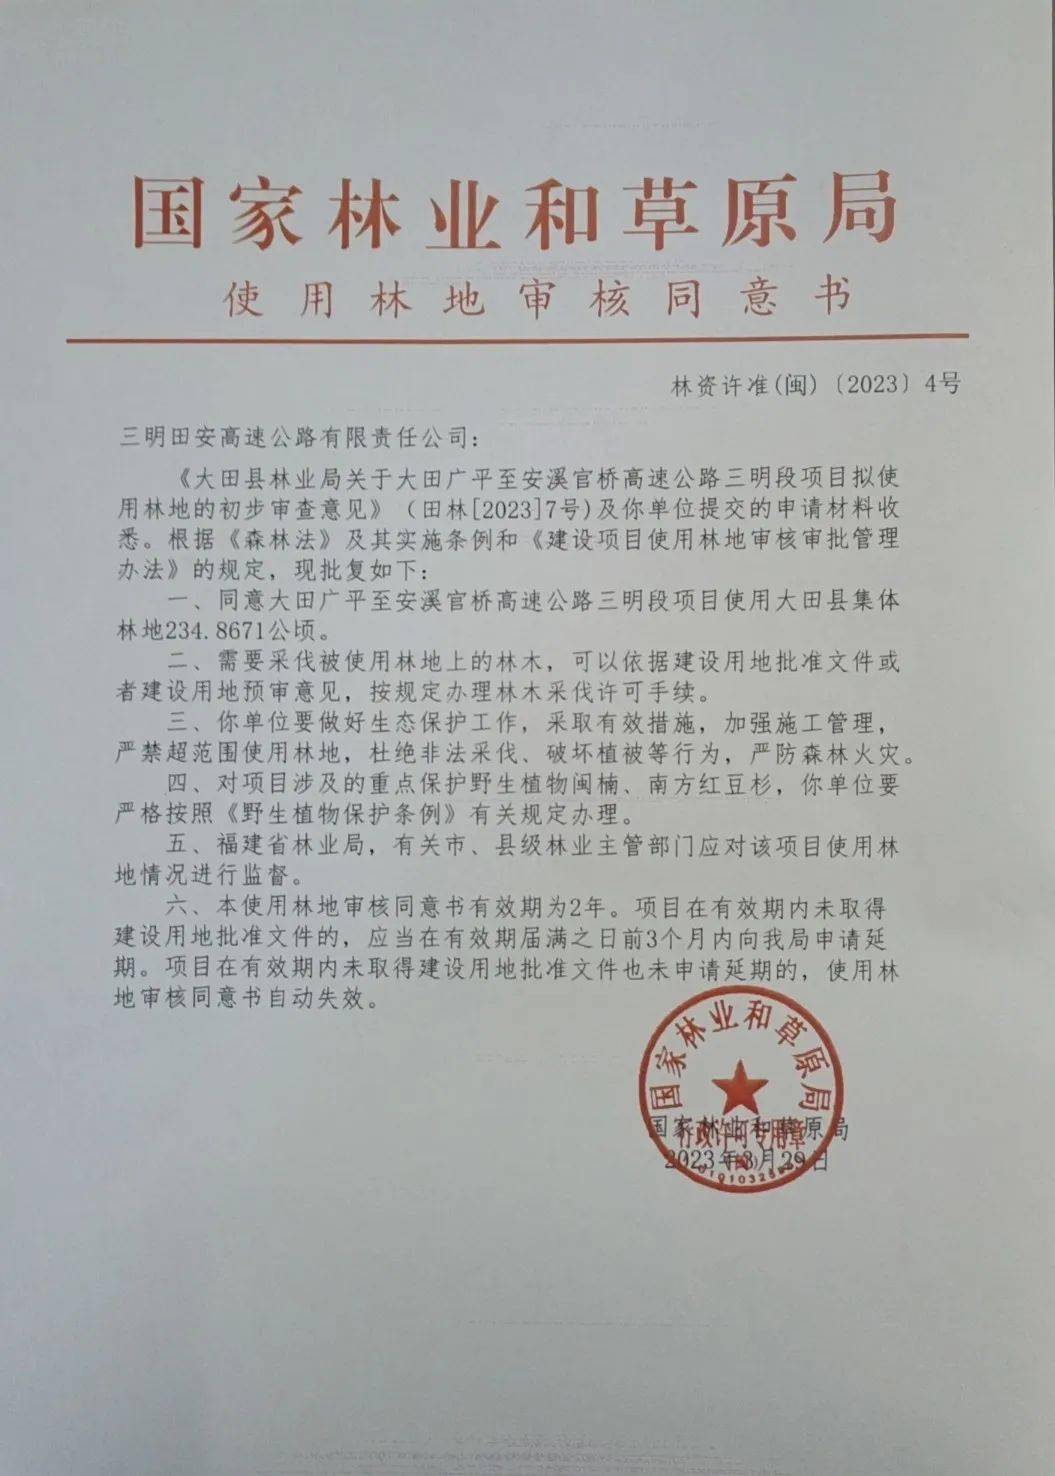 国家林业和草原局
使用林地审核同意书
林资许准(闽)〔2023〕4号
三明田安高速公路有限责任公司：
《大田县林业局关于大田广平至安溪官桥高速公路三明段项目拟使
用林地的初步审查意见》（田林[2023]7号)及你单位提交的申请材料收
悉。根据《森林法》及其实施条例和《建设项目使用林地审核审批管理
办法》的规定，现批复如下：
一、同意大田广平至安溪官桥高速公路三明段项目使用大田县集体
林地234.8671公顷。
二、需要采伐被使用林地上的林木，可以依据建设用地批准文件或
者建设用地预审意见，按规定办理林木采伐许可手续。
三、你单位要做好生态保护工作，采取有效措施，加强施工管理，
严禁超范围使用林地，杜绝非法采伐、破坏植被等行为，严防森林火灾。
四、对项目涉及的重点保护野生植物闽楠、南方红豆杉，你单位要
严格按照《野生植物保护条例》有关规定办理。
五、福建省林业局，有关市、县级林业主管部门应对该项目使用林
地情况进行监督。
六、本使用林地审核同意书有效期为2年。项目在有效期内未取得
建设用地批准文件的，应当在有效期届满之日前3个月内向我局申请延
期。项目在有效期内未取得建设用地批准文件也未申请延期的，使用林
地审核同意书自动失效。
国家林业和草原局
国家林业和草原局
行政许可专用章
2023年3月29日